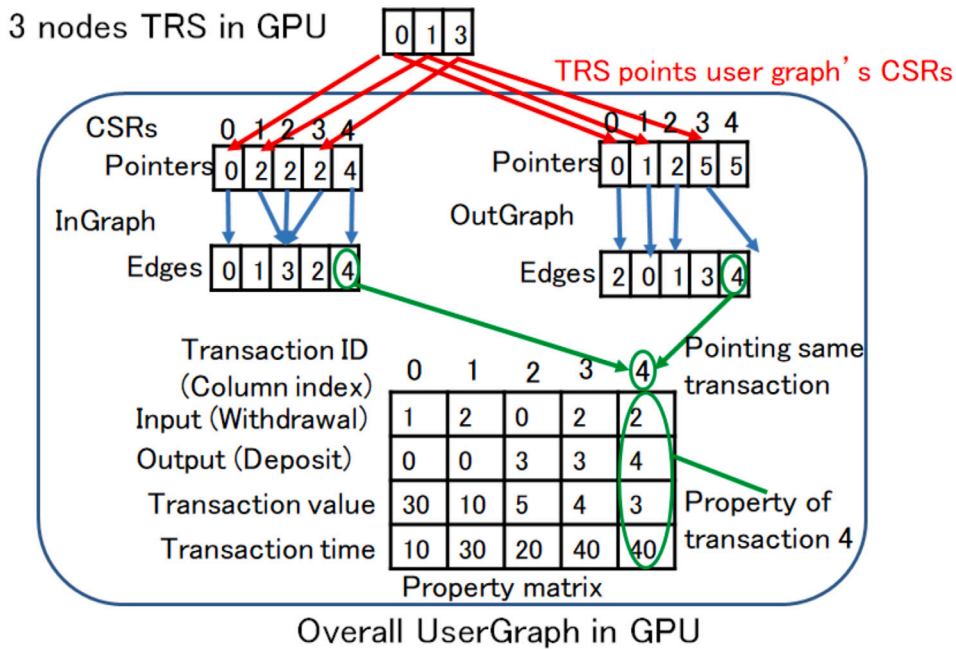 3 nodes TRS in GPU
0 1 3
TRS points user graph's CSRs
CSRs 0 1 2 3 4
0 1 2 3 4
Pointers 0 2 2 2 4
Pointers 0 1 2 5 5
InGraph
OutGraph
Edges 0 1 3 2 4
Edges 2 0 1 3 4
Transaction ID
(Column index)
0 1 2 3 4
Pointing same
transaction
Input (Withdrawal) 1 2 0 2 2
Output (Deposit) 0 0 3 3 4
Transaction value 30 10 5 4 3
Transaction time 10 30 20 40 40
Property of
transaction 4
Property matrix
Overall UserGraph in GPU